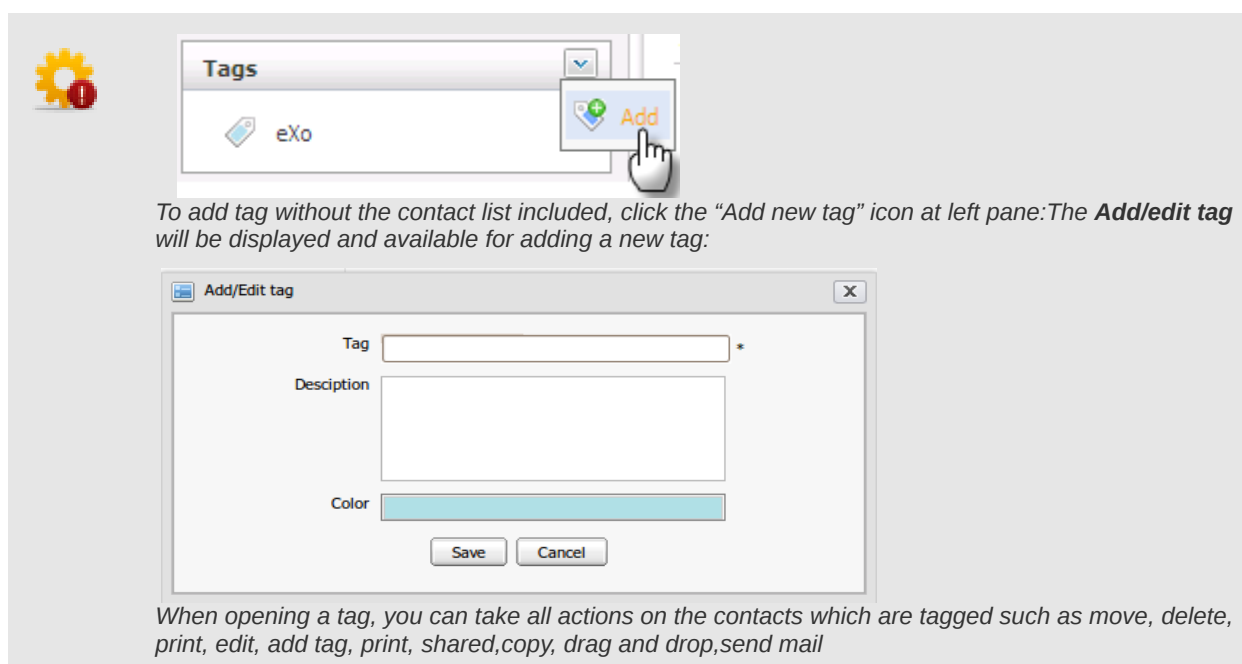 Tags
eXo
Add
To add tag without the contact list included, click the “Add new tag” icon at left pane:The Add/edit tag
will be displayed and available for adding a new tag:
Add/Edit tag
X
Tag *
Desciption
Color
Save Cancel
When opening a tag, you can take all actions on the contacts which are tagged such as move, delete,
print, edit, add tag, print, shared,copy, drag and drop,send mail